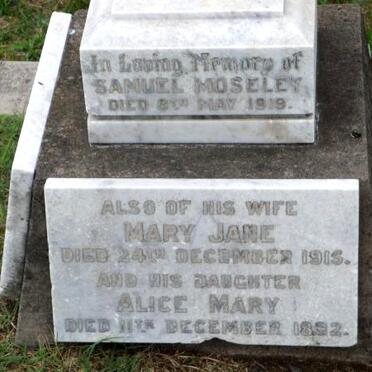 In Loving Memory of
SAMUEL MOSELEY
DIED 8TH MAY 1919.
ALSO OF HIS WIFE
MARY JANE
DIED 24TH DECEMBER 1915.
AND HIS DAUGHTER
ALICE MARY
DIED 11TH DECEMBER 1892.